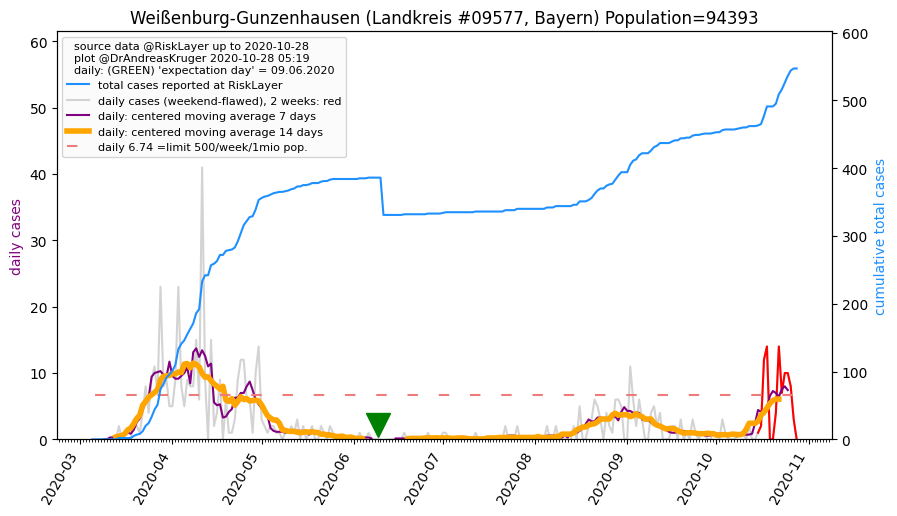 Weißenburg-Gunzenhausen (Landkreis #09577, Bayern) Population=94393
source data @RiskLayer up to 2020-10-28
plot @DrAndreasKruger 2020-10-28 05:19
daily: (GREEN) 'expectation day' = 09.06.2020
total cases reported at RiskLayer
daily cases (weekend-flawed), 2 weeks: red
daily: centered moving average 7 days
daily: centered moving average 14 days
daily 6.74 =limit 500/week/1mio pop.
daily cases
60
50
40
30
20
10
0
cumulative total cases
600
500
400
300
200
100
0
2020-03
2020-04
2020-05
2020-06
2020-07
2020-08
2020-09
2020-10
2020-11